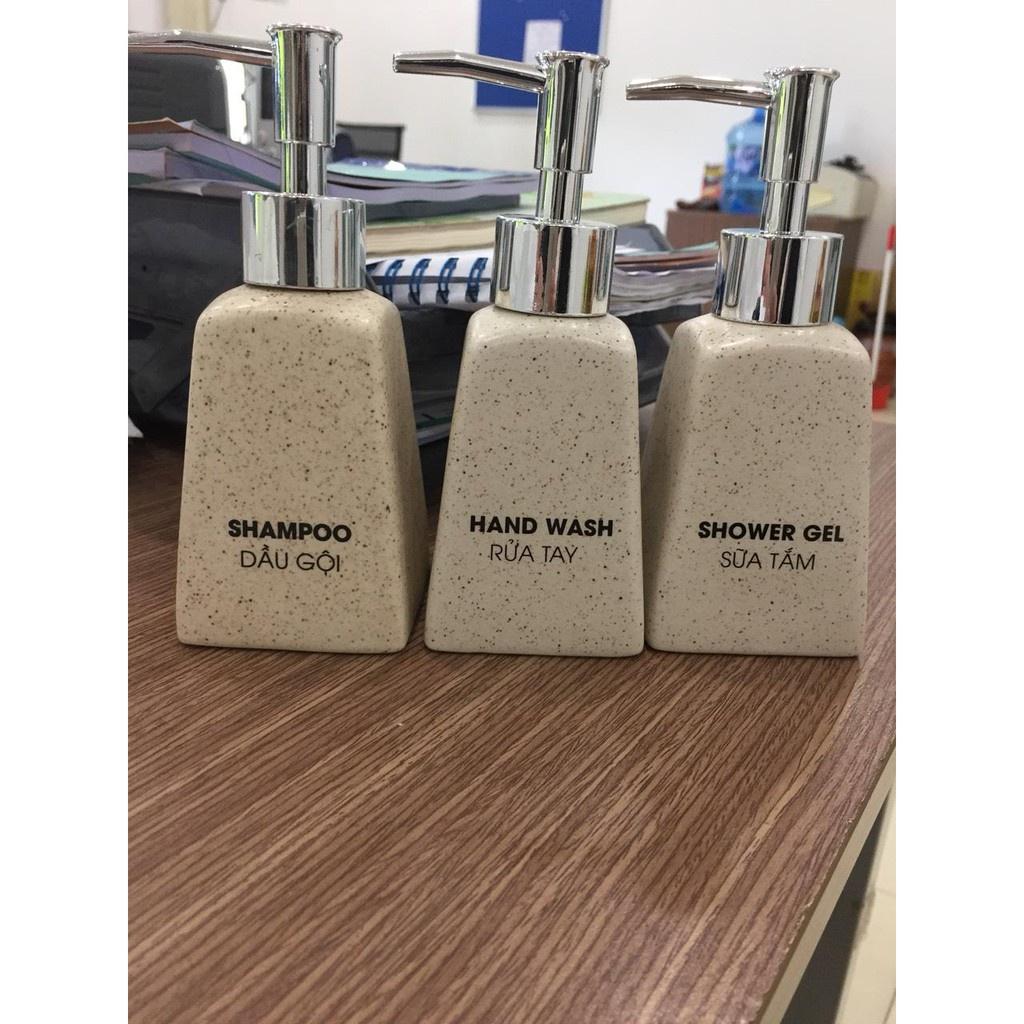 SHAMPOO
DẦU GỘI
HAND WASH
RỬA TAY
SHOWER GEL
SỮA TẮM